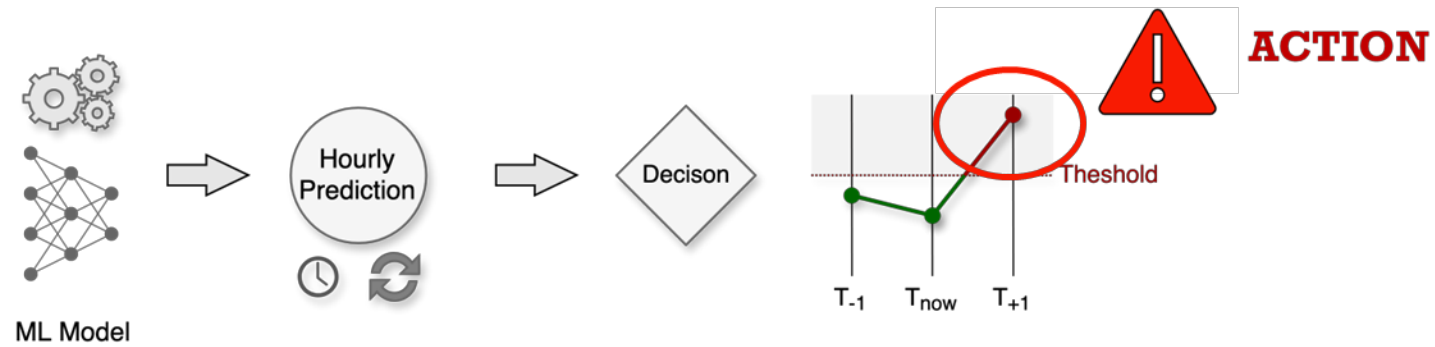 ML Model
Hourly
Prediction
Decison
T-1
Tnow
T+1
Theshold
ACTION